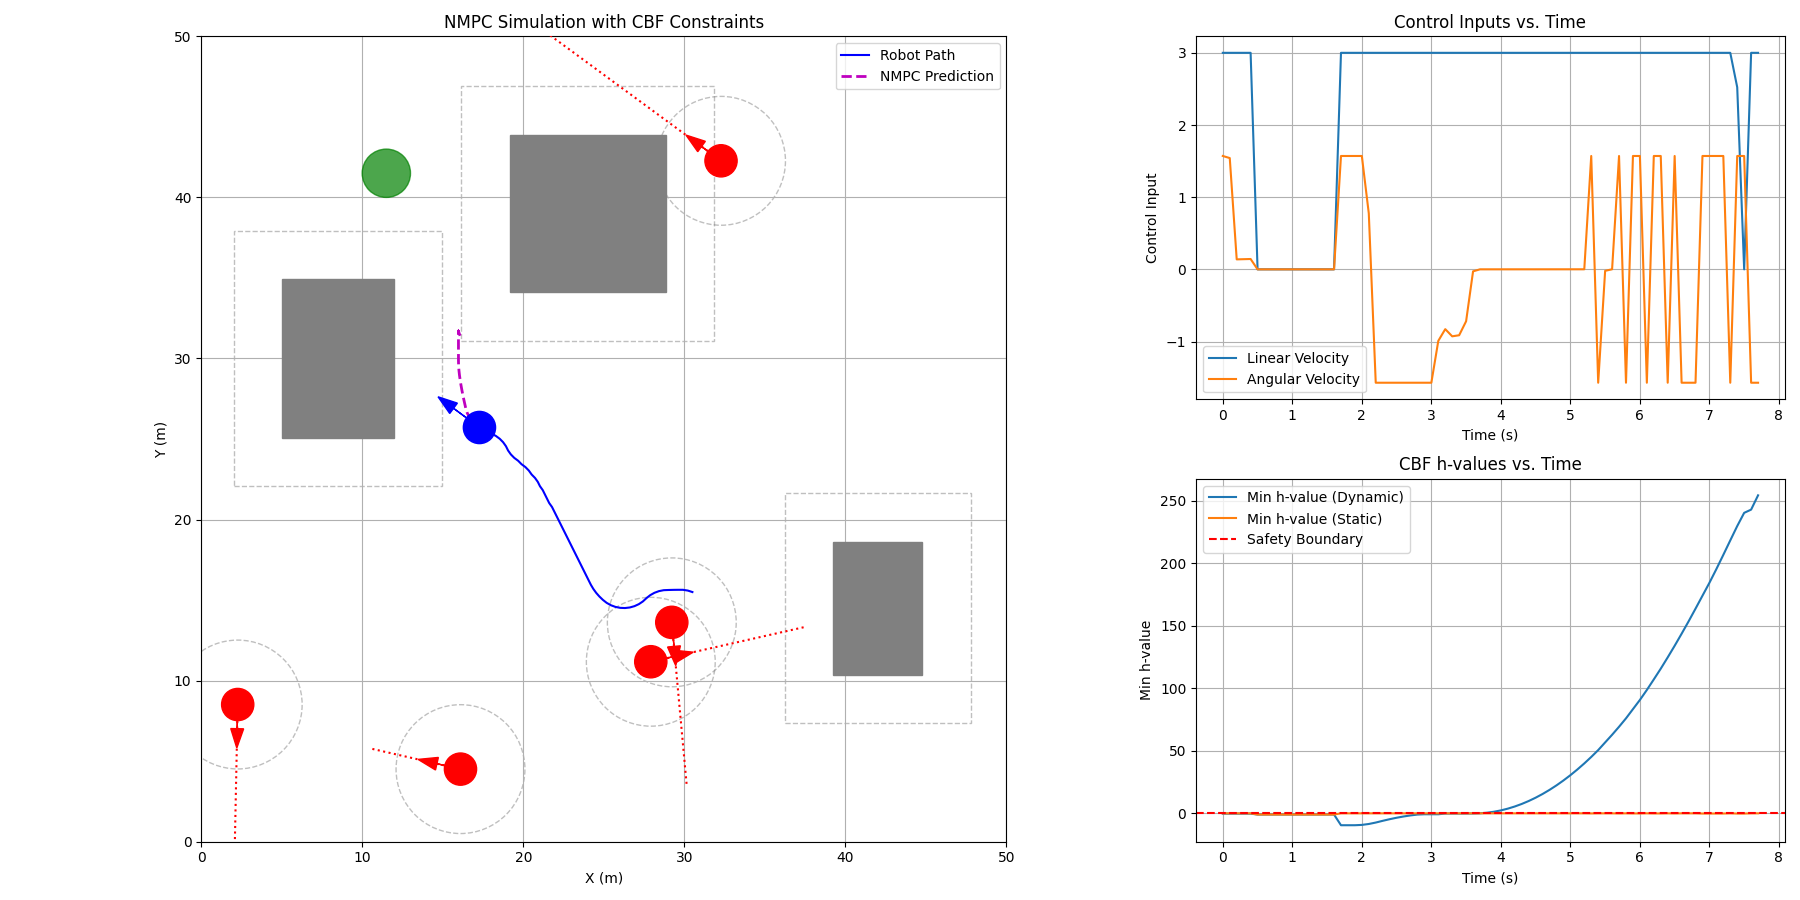 NMPC Simulation with CBF Constraints
Robot Path
NMPC Prediction
50
40
30
20
10
0
Y (m)
0 10 20 30 40 50
X (m)
Control Inputs vs. Time
3
2
1
0
−1
Control Input
Linear Velocity
Angular Velocity
0 1 2 3 4 5 6 7 8
Time (s)
CBF h-values vs. Time
Min h-value (Dynamic)
Min h-value (Static)
Safety Boundary
250
200
150
100
50
0
Min h-value
0 1 2 3 4 5 6 7 8
Time (s)